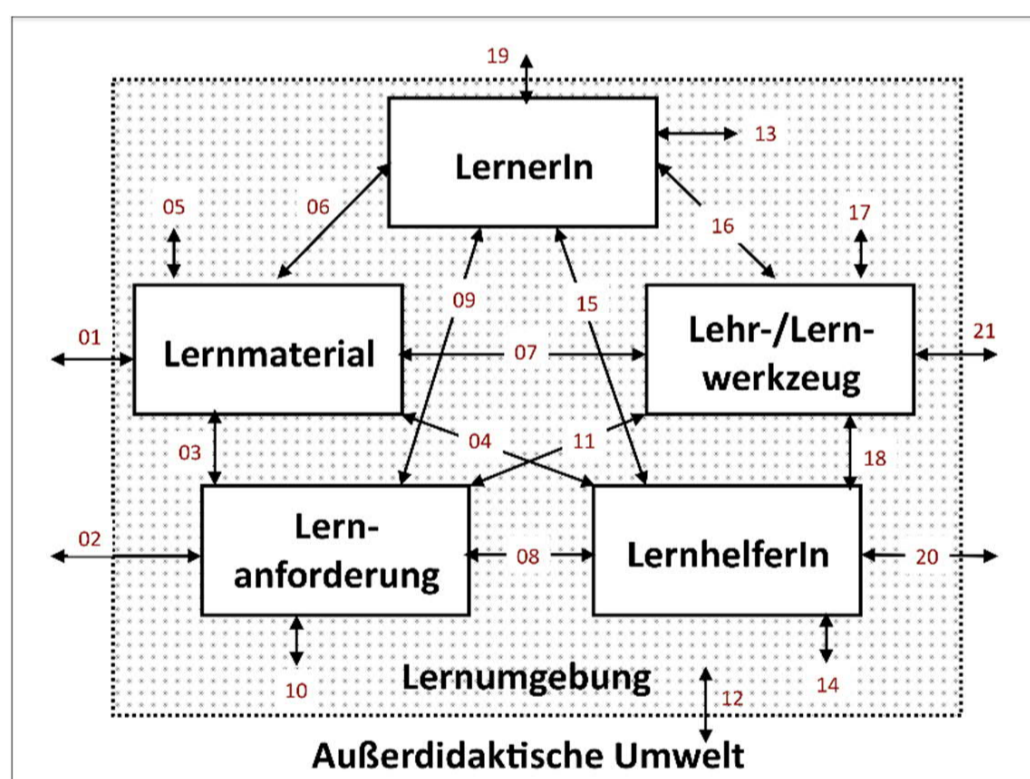 19
13
LernerIn
05
06
17
16
09
15
01
Lernmaterial
07
Lehr-/Lern-
werkzeug
21
03
04
11
18
02
Lern-
anforderung
08
LernhelferIn
20
10
Lernumgebung
12
14
Außerdidaktische Umwelt